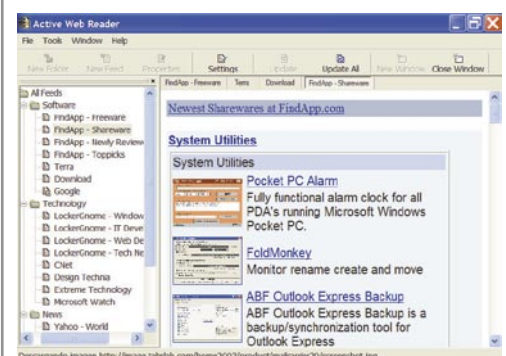 Active Web Reader
File Tools Window Help
New Folder New Feed Properties Settings Update Update All New Window Close Window
FindApp - Freeware Terra Download FindApp - Shareware
All Feeds
Software
FindApp - Freeware
FindApp - Shareware
FindApp - Newly Review
FindApp - Toppicks
Terra
Download
Google
Technology
LockerGnome - Window
LockerGnome - IT Deve
LockerGnome - Web De
LockerGnome - Tech Ne
CNet
Design Techna
Extreme Technology
Microsoft Watch
News
Yahoo - World
Newest Sharewares at FindApp.com
System Utilities
System Utilities
Pocket PC Alarm
Fully functional alarm clock for all
PDA's running Microsoft Windows
Pocket PC.
FoldMonkey
Monitor rename create and move
ABF Outlook Express Backup
ABF Outlook Express Backup is a
backup/synchronization tool for
Outlook Express